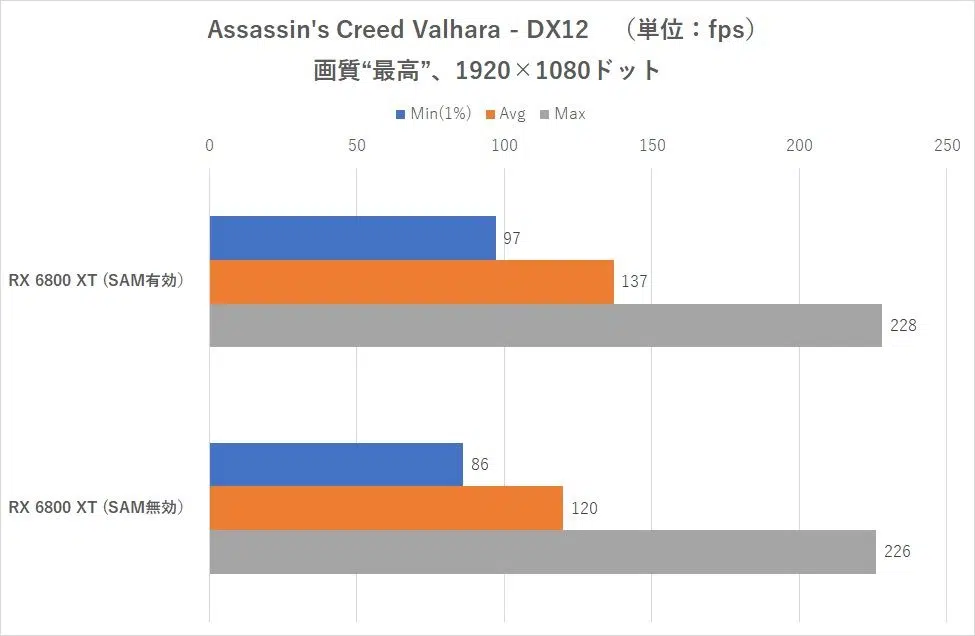 Assassin's Creed Valhara - DX12 （単位：fps）
画質“最高”、1920×1080ドット
Min(1%) Avg Max
0 50 100 150 200 250
97
RX 6800 XT (SAM有効)
137
228
86
RX 6800 XT (SAM無効)
120
226